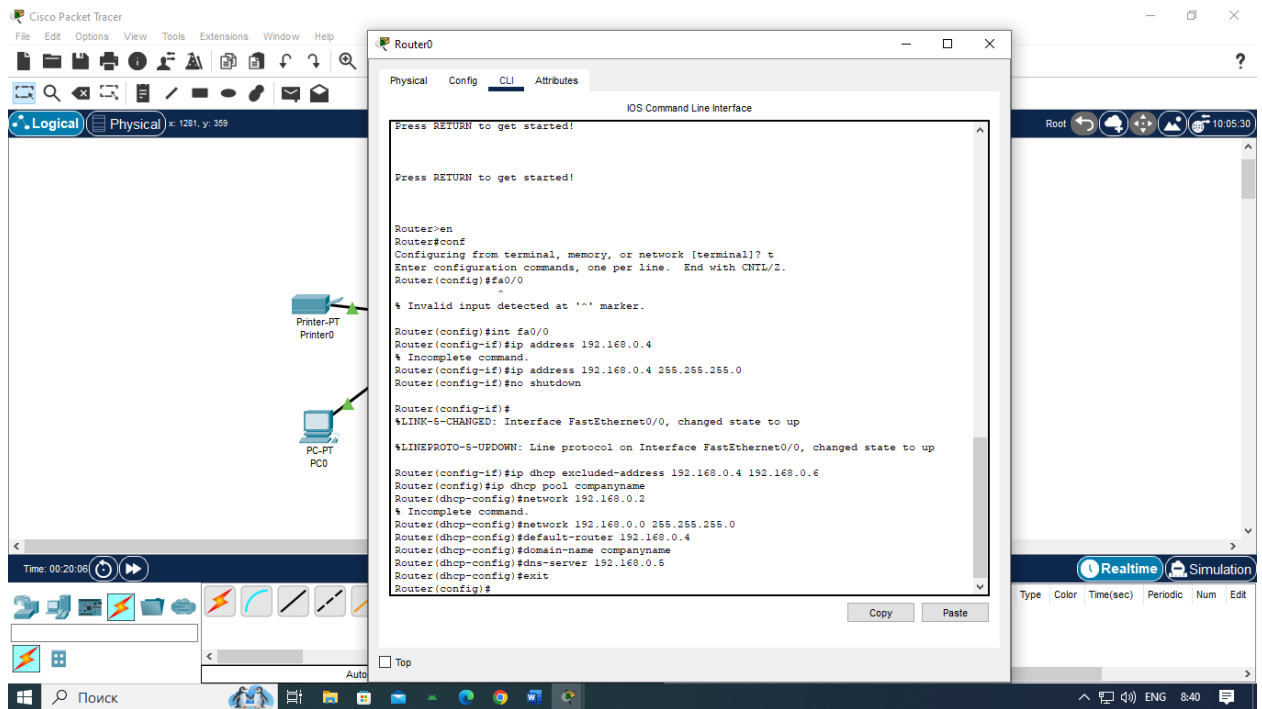 Cisco Packet Tracer
File Edit Options View Tools Extensions Window Help
?
Logical Physical x: 1281, y: 359
Root 10:05:30
Printer-PT
Printer0
PC-PT
PC0
Router0
Physical Config CLI Attributes
IOS Command Line Interface
Press RETURN to get started!
Press RETURN to get started!
Router>en
Router#conf
Configuring from terminal, memory, or network [terminal]? t
Enter configuration commands, one per line. End with CNTL/Z.
Router(config)#fa0/0
^
% Invalid input detected at '^' marker.
Router(config)#int fa0/0
Router(config-if)#ip address 192.168.0.4
% Incomplete command.
Router(config-if)#ip address 192.168.0.4 255.255.255.0
Router(config-if)#no shutdown
Router(config-if)#
%LINK-5-CHANGED: Interface FastEthernet0/0, changed state to up
%LINEPROTO-5-UPDOWN: Line protocol on Interface FastEthernet0/0, changed state to up
Router(config-if)#ip dhcp excluded-address 192.168.0.4 192.168.0.6
Router(config)#ip dhcp pool companyname
Router(dhcp-config)#network 192.168.0.2
% Incomplete command.
Router(dhcp-config)#network 192.168.0.0 255.255.255.0
Router(dhcp-config)#default-router 192.168.0.4
Router(dhcp-config)#domain-name companyname
Router(dhcp-config)#dns-server 192.168.0.5
Router(dhcp-config)#exit
Router(config)#
Copy Paste
Top
Time: 00:20:06
Realtime Simulation
Type Color Time(sec) Periodic Num Edit
Auto
Поиск
ENG 8:40